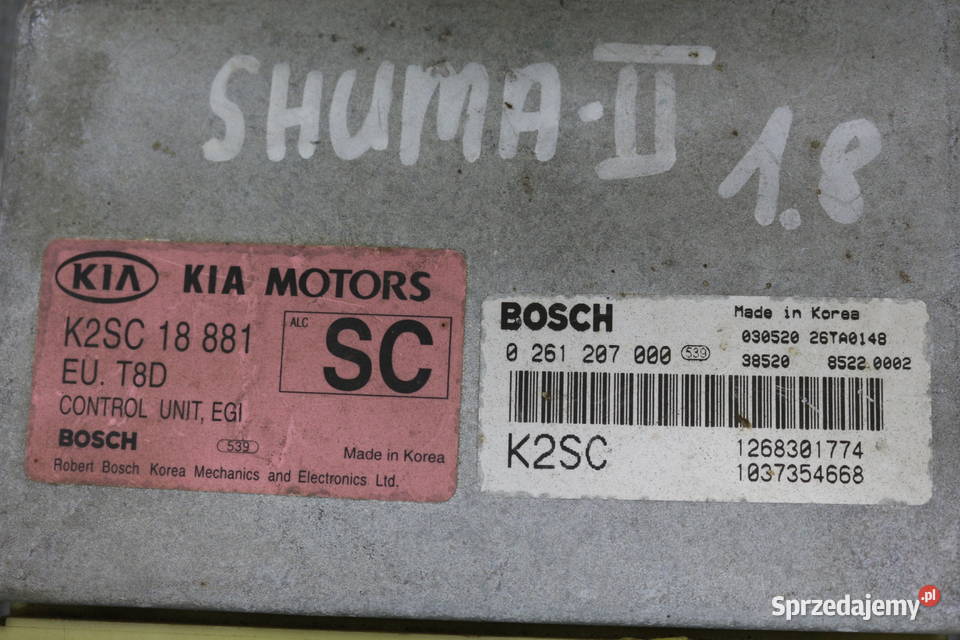 SHUMA-II
1.8
KIA KIA MOTORS
K2SC 18 881
ALC SC
EU. T8D
CONTROL UNIT, EGI
BOSCH 539 Made in Korea
Robert Bosch Korea Mechanics and Electronics Ltd.
BOSCH Made in Korea
030520 26TA0148
0 261 207 000 539
38520 8522.0002
K2SC
1268301774
1037354668
Sprzedajemy.pl